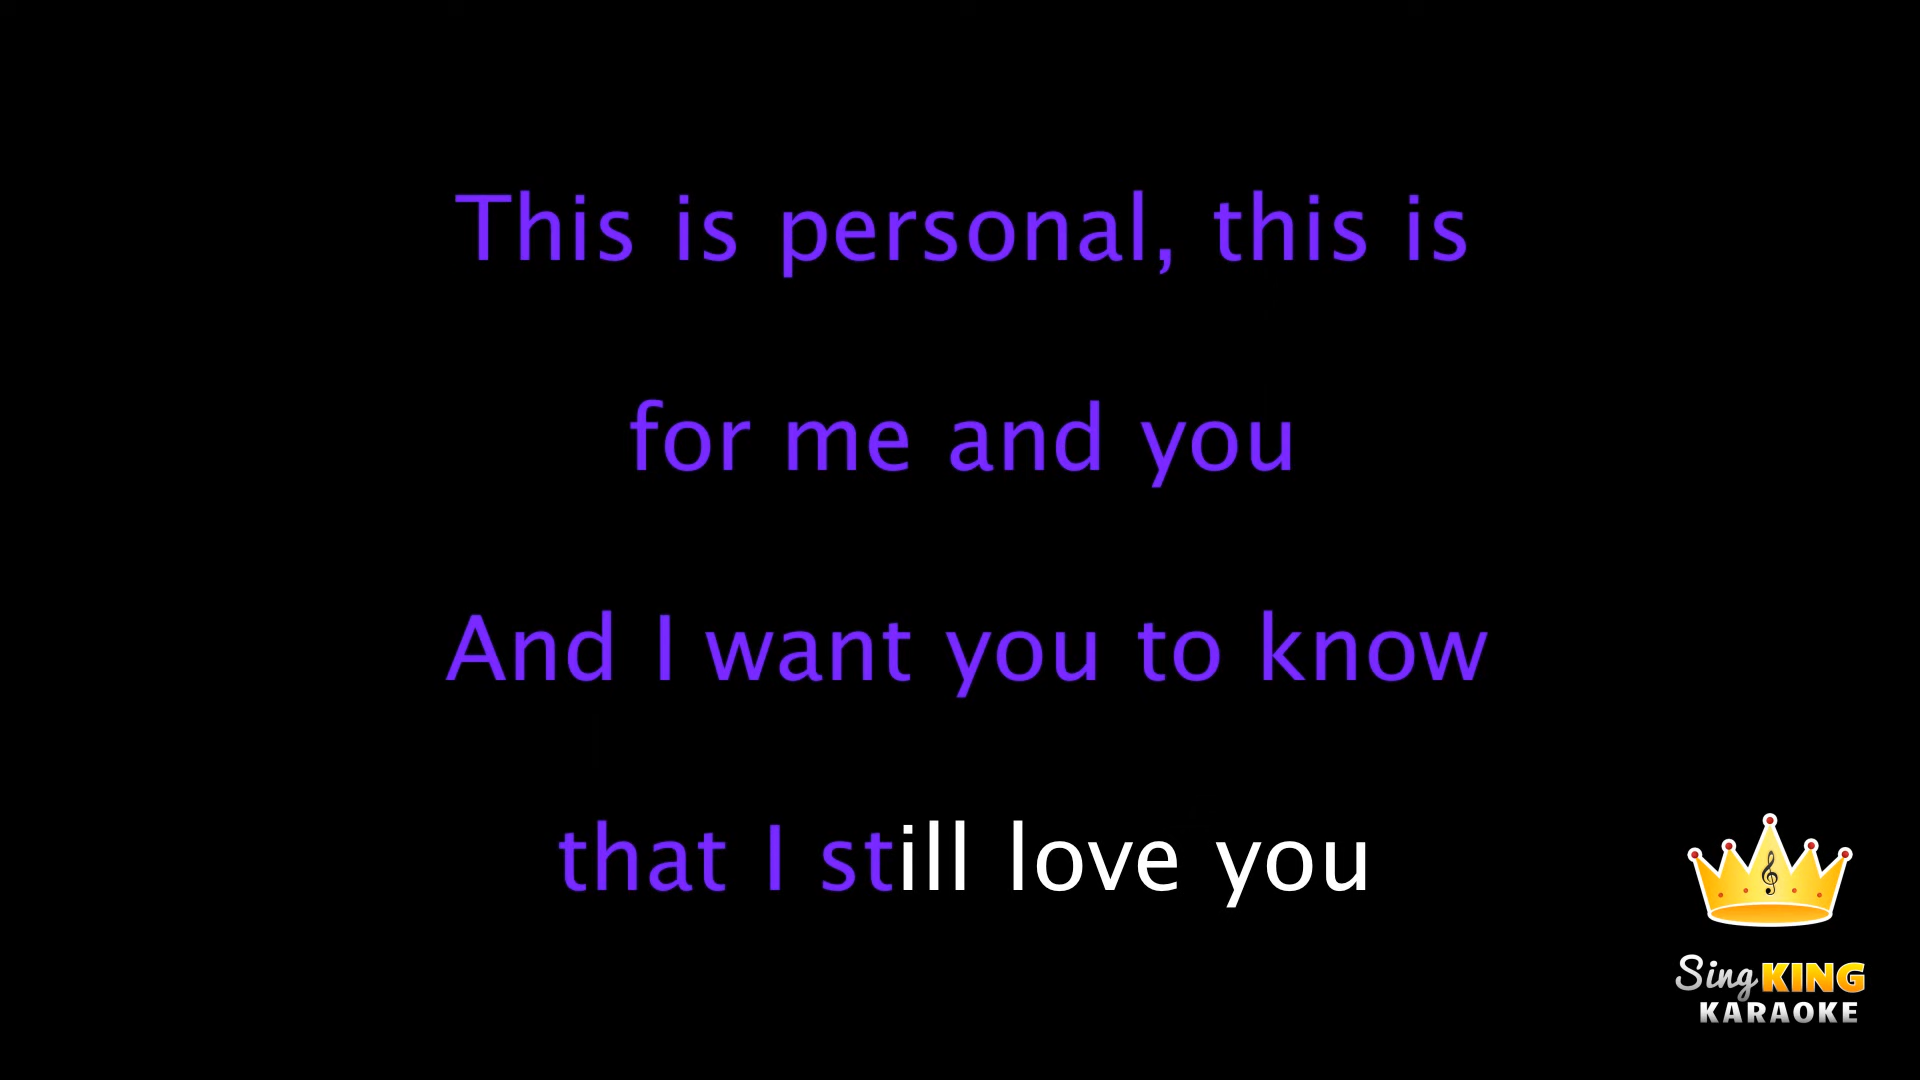 This is personal, this is
for me and you
And I want you to know
that I still love you
Sing KING
KARAOKE